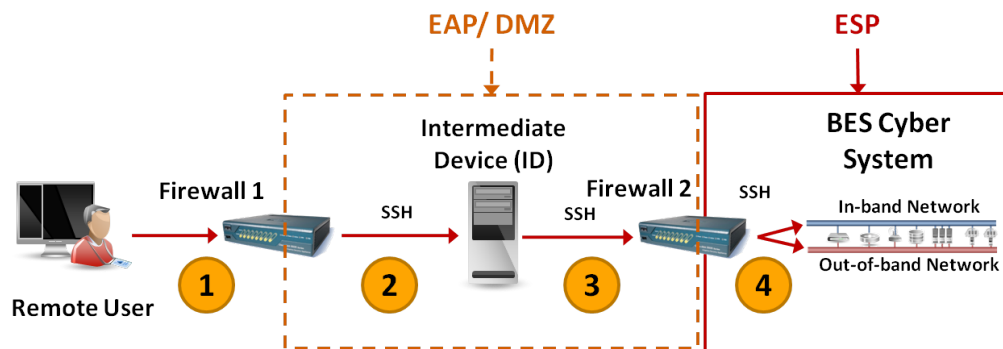 EAP/ DMZ
ESP
Intermediate
Device (ID)
BES Cyber
System
Firewall 1
Firewall 2
SSH
SSH
SSH
In-band Network
Out-of-band Network
1
2
3
4
Remote User